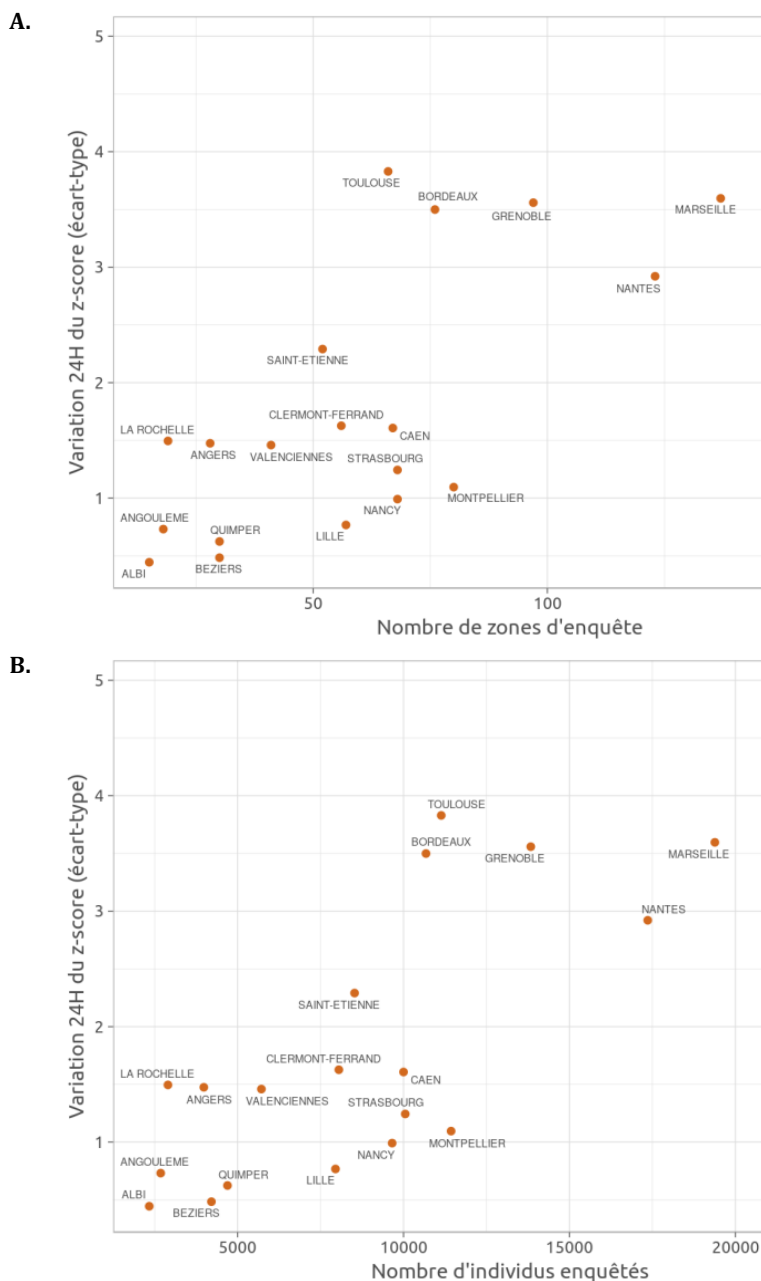 A.
5
4
TOULOUSE
BORDEAUX
GRENOBLE
MARSEILLE
3
NANTES
SAINT-ETIENNE
2
CLERMONT-FERRAND
LA ROCHELLE
CAEN
ANGERS
VALENCIENNES
STRASBOURG
1
MONTPELLIER
NANCY
ANGOULEME
QUIMPER
LILLE
BEZIERS
ALBI
Variation 24H du z-score (écart-type)
50
100
Nombre de zones d'enquête
B.
5
4
TOULOUSE
BORDEAUX
GRENOBLE
MARSEILLE
3
NANTES
SAINT-ETIENNE
2
CLERMONT-FERRAND
LA ROCHELLE
CAEN
ANGERS
VALENCIENNES
STRASBOURG
1
MONTPELLIER
NANCY
ANGOULEME
QUIMPER
LILLE
ALBI
BEZIERS
Variation 24H du z-score (écart-type)
5000
10000
15000
20000
Nombre d'individus enquêtés